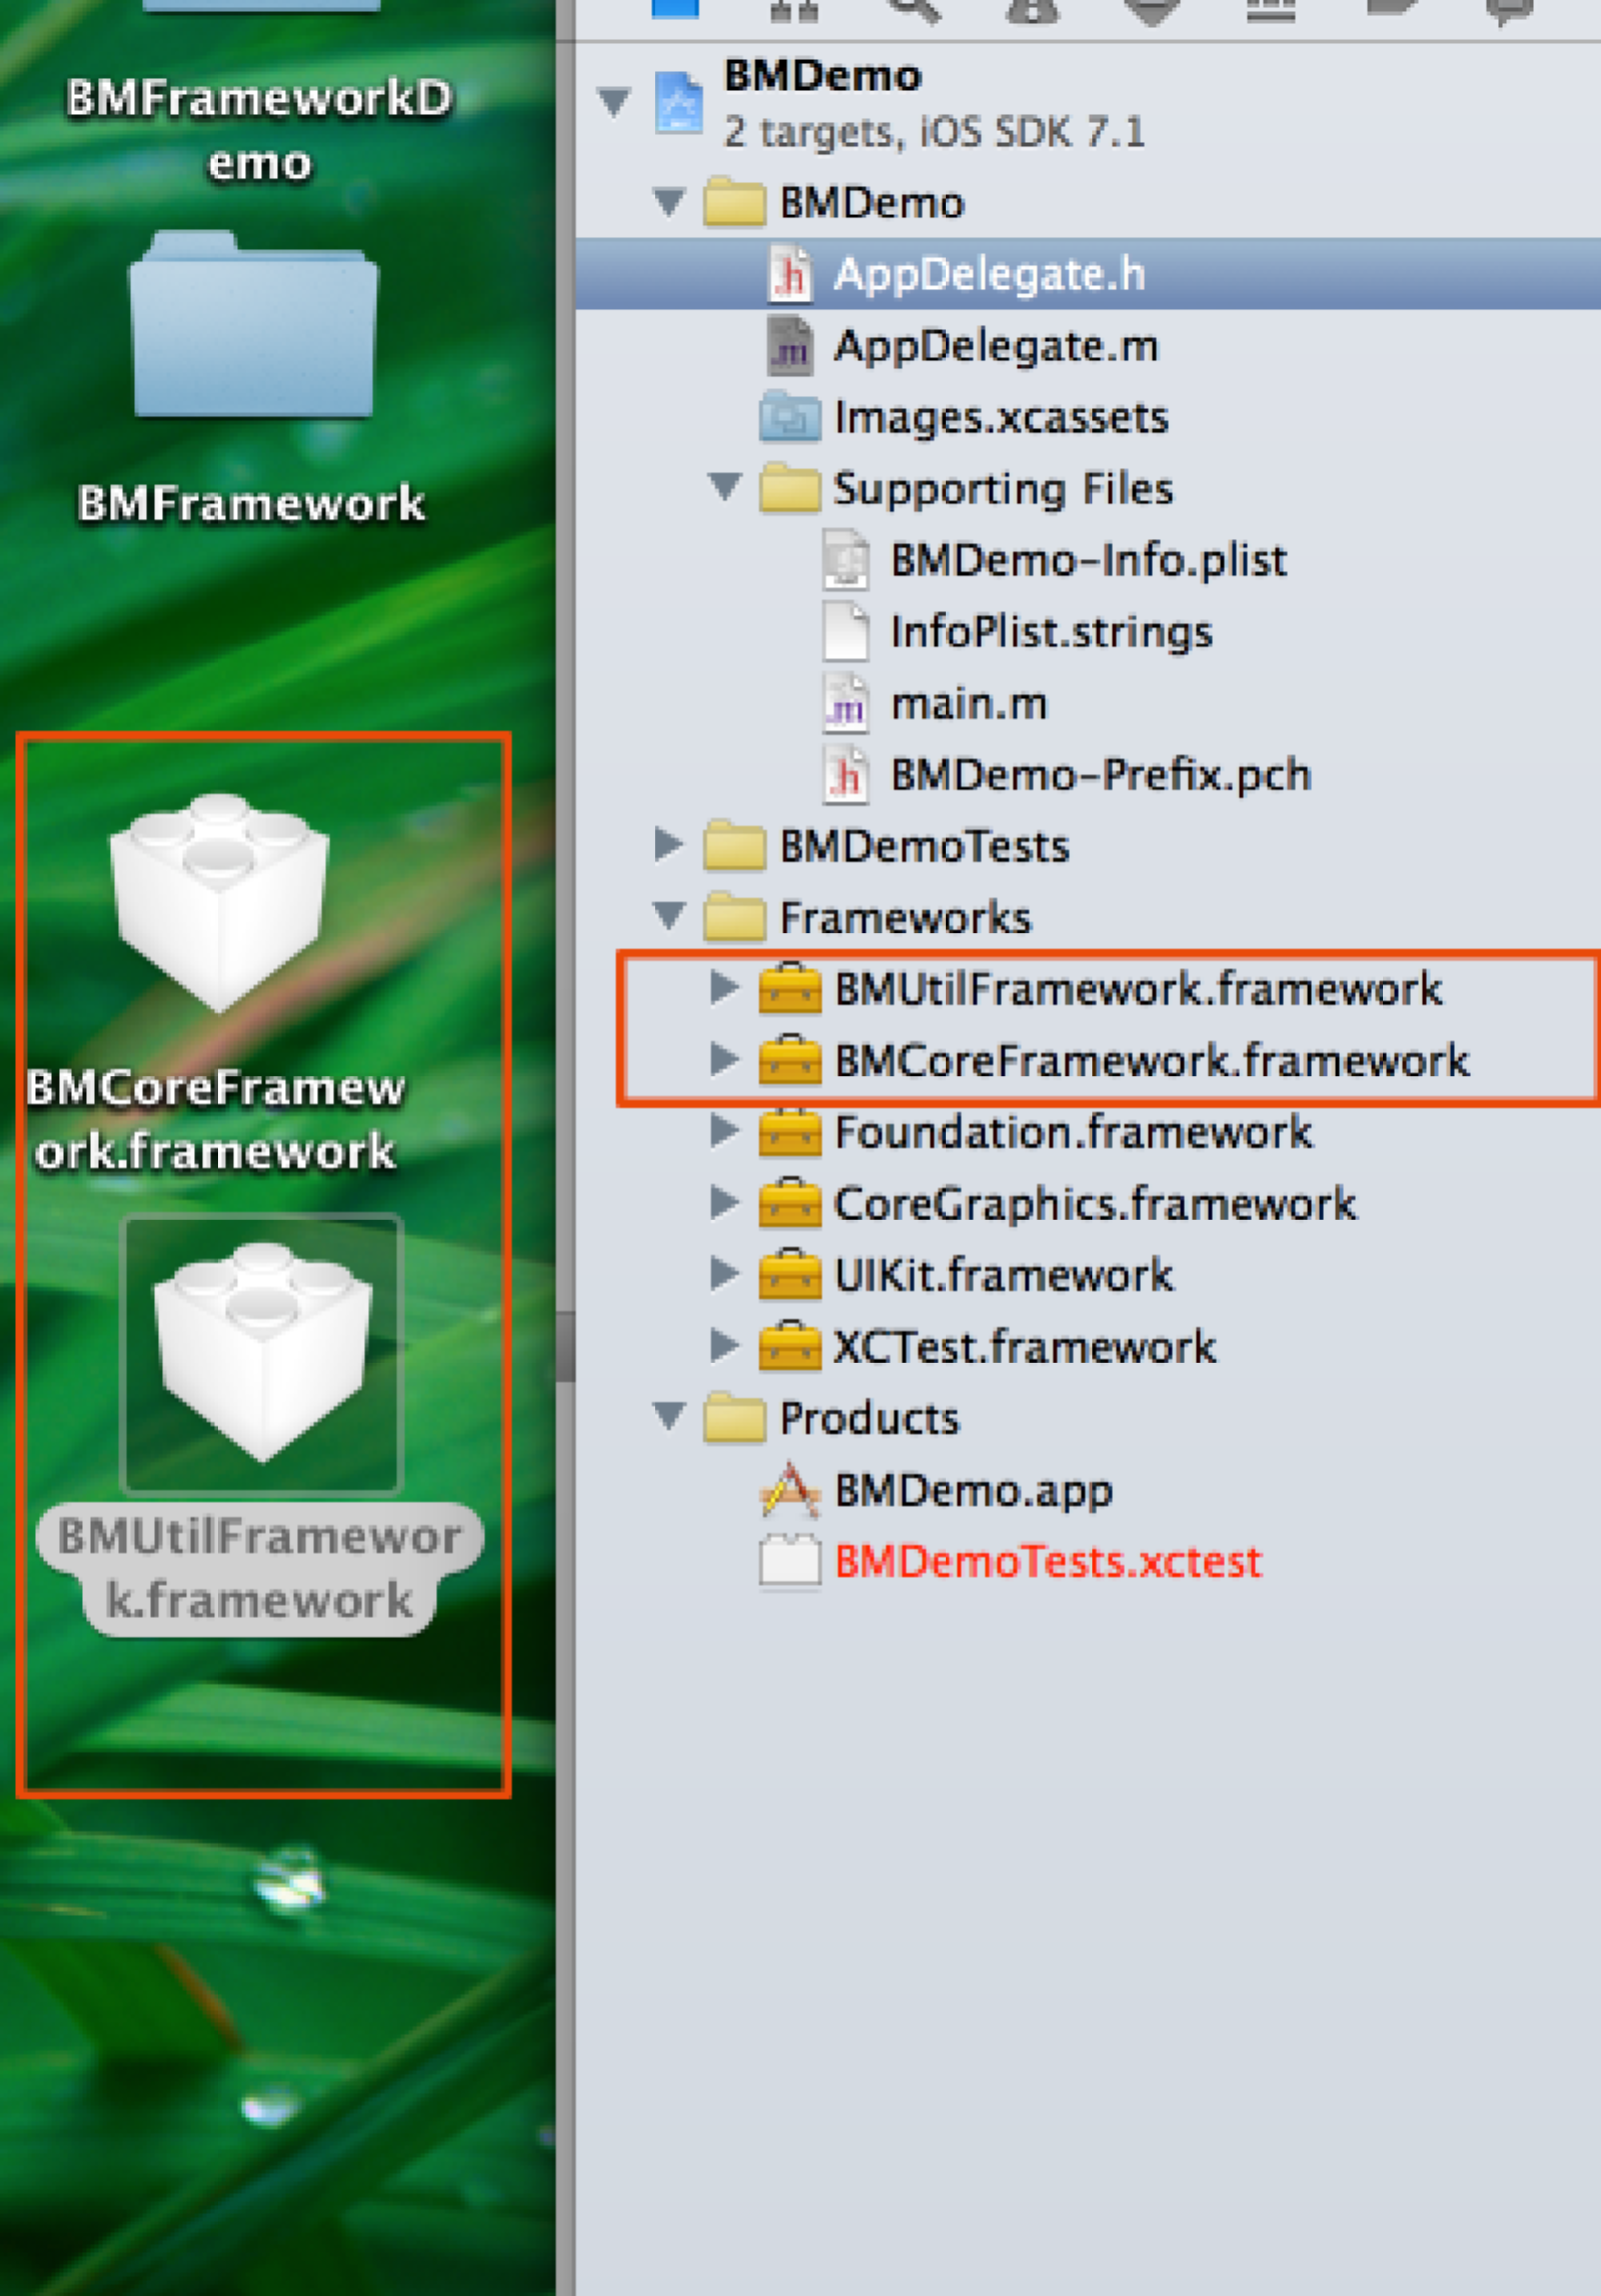 BMFrameworkD
emo
BMFramework
BMCoreFramew
ork.framework
BMUtilFramewor
k.framework
BMDemo
2 targets, iOS SDK 7.1
BMDemo
AppDelegate.h
AppDelegate.m
Images.xcassets
Supporting Files
BMDemo-Info.plist
InfoPlist.strings
main.m
BMDemo-Prefix.pch
BMDemoTests
Frameworks
BMUtilFramework.framework
BMCoreFramework.framework
Foundation.framework
CoreGraphics.framework
UIKit.framework
XCTest.framework
Products
BMDemo.app
BMDemoTests.xctest